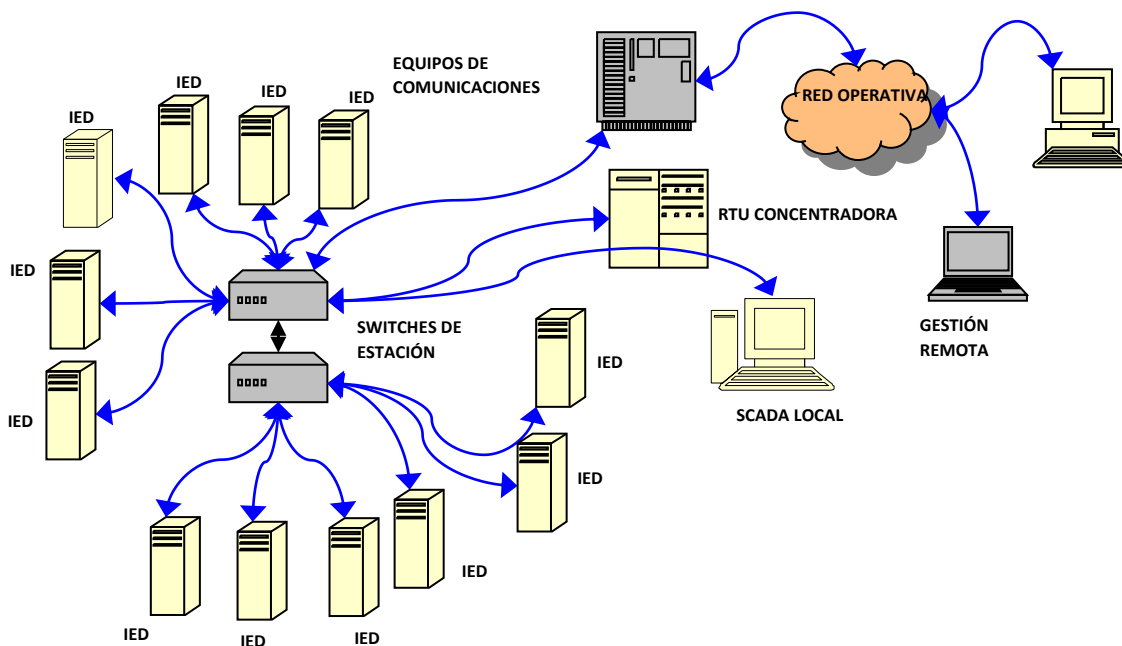 EQUIPOS DE
COMUNICACIONES
IED
IED
IED
IED
RED OPERATIVA
RTU CONCENTRADORA
IED
SWITCHES DE
ESTACIÓN
GESTIÓN
REMOTA
IED
IED
SCADA LOCAL
IED
IED
IED
IED
IED